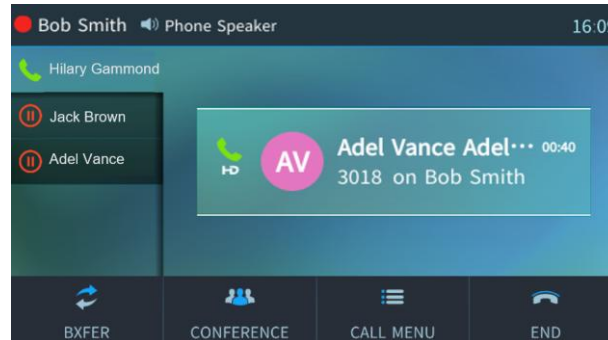 Bob Smith Phone Speaker 16:09
Hilary Gammond
Jack Brown
Adel Vance
HD
AV
Adel Vance Adel··· 00:40
3018 on Bob Smith
BXFER CONFERENCE CALL MENU END